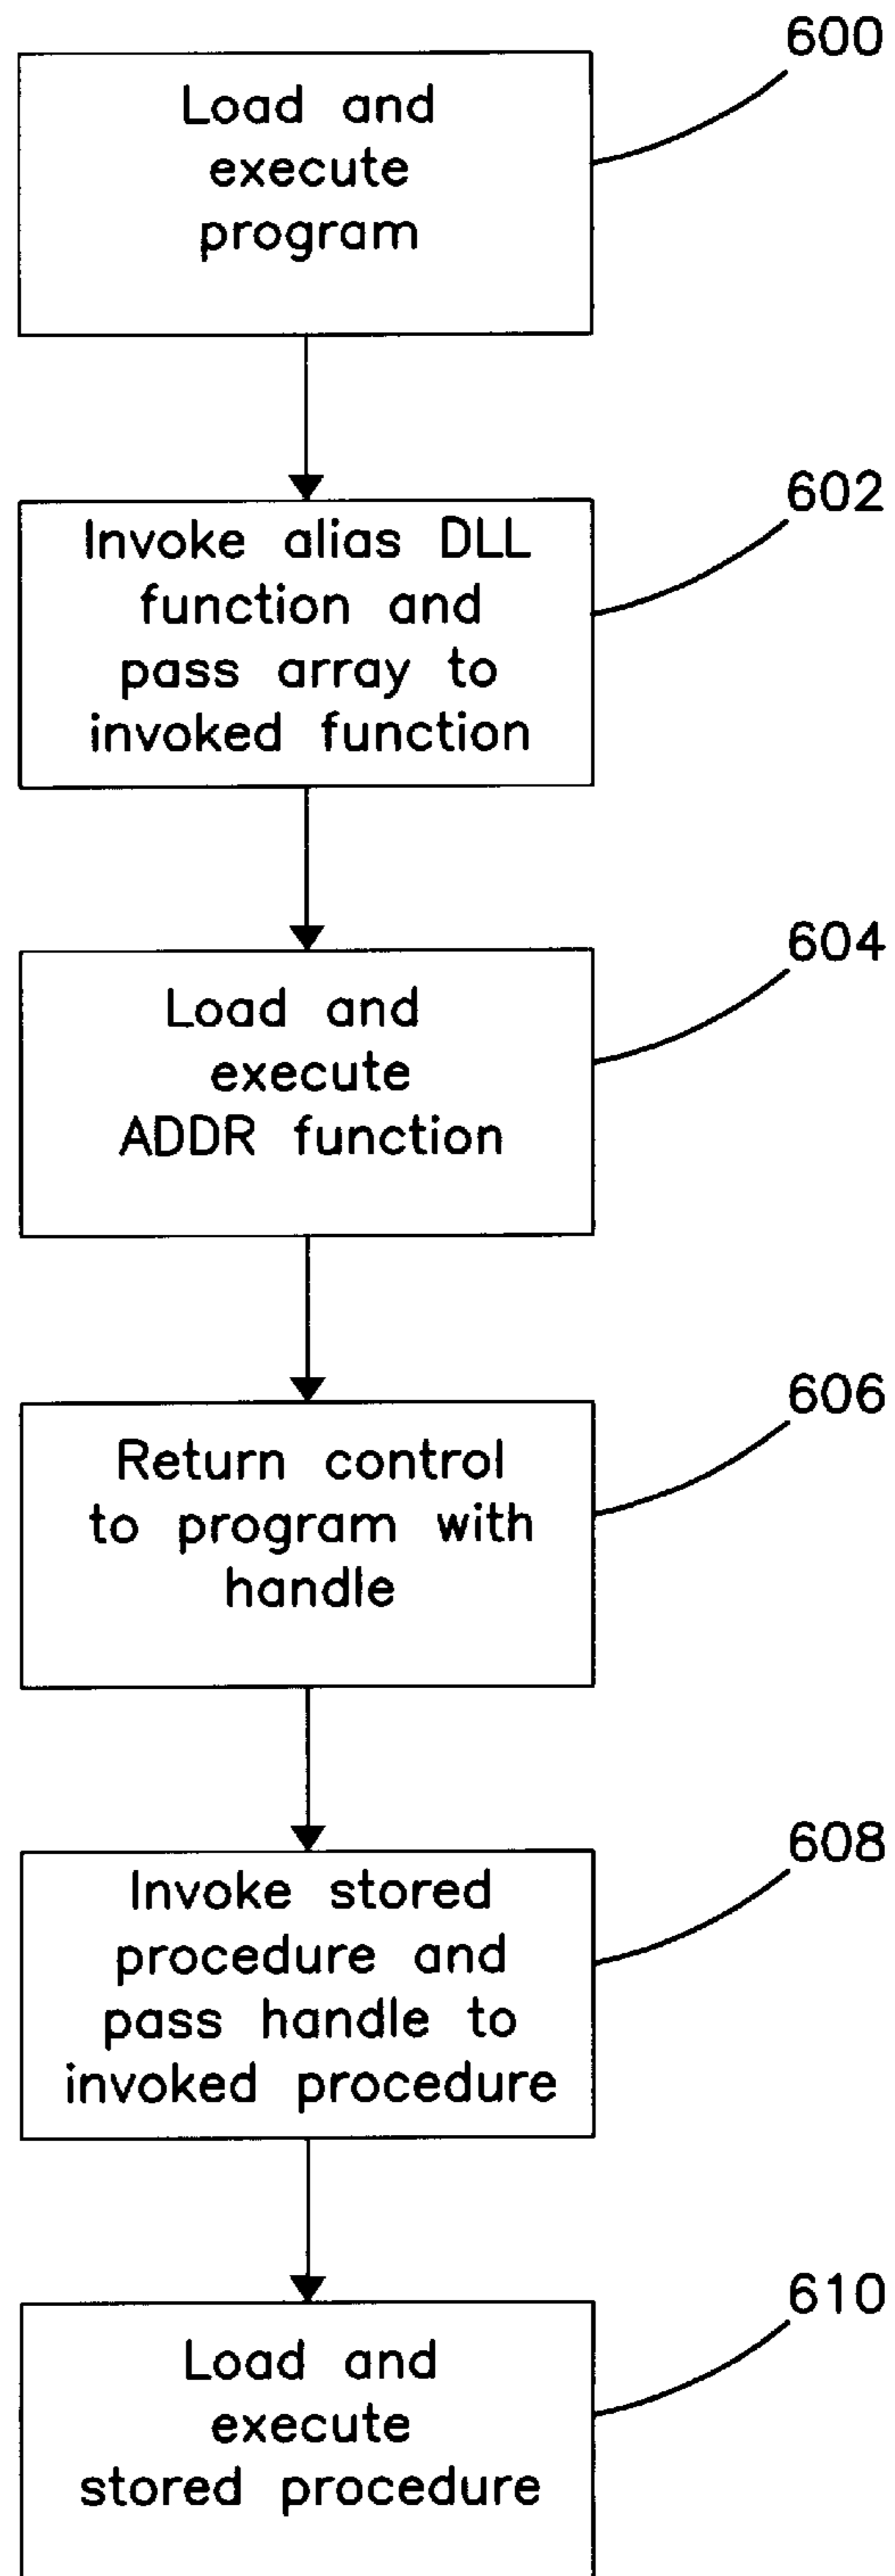 600
Load and
execute
program
602
Invoke alias DLL
function and
pass array to
invoked function
604
Load and
execute
ADDR function
606
Return control
to program with
handle
608
Invoke stored
procedure and
pass handle to
invoked procedure
610
Load and
execute
stored procedure